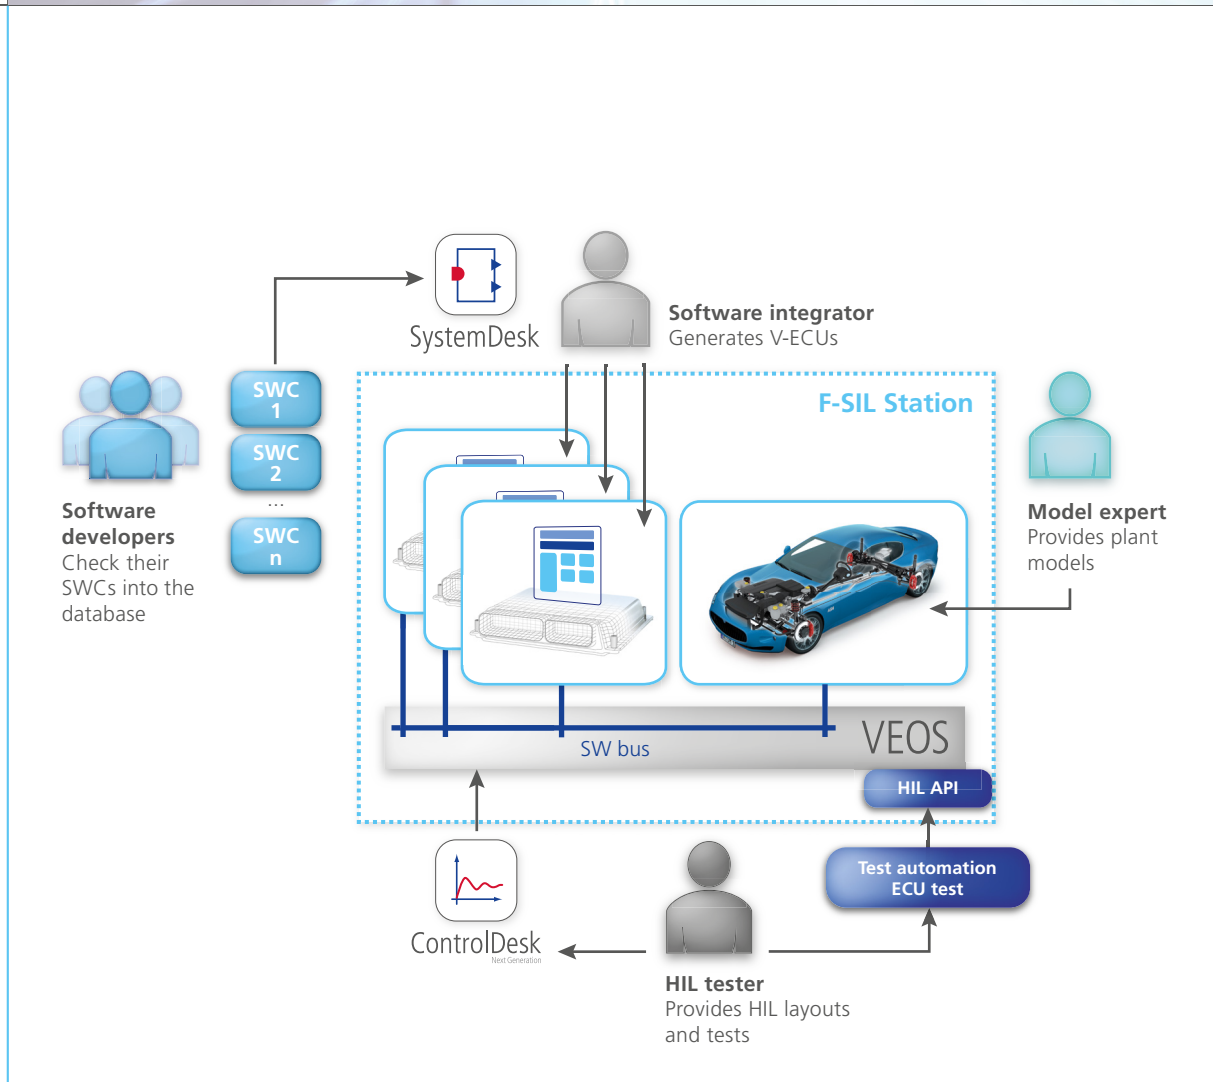 SystemDesk
Software integrator
Generates V-ECUs
SWC
1
SWC
2
...
SWC
n
Software
developers
Check their
SWCs into the
database
F-SIL Station
Model expert
Provides plant
models
SW bus
VEOS
HIL API
Test automation
ECU test
ControlDesk
Next Generation
HIL tester
Provides HIL layouts
and tests